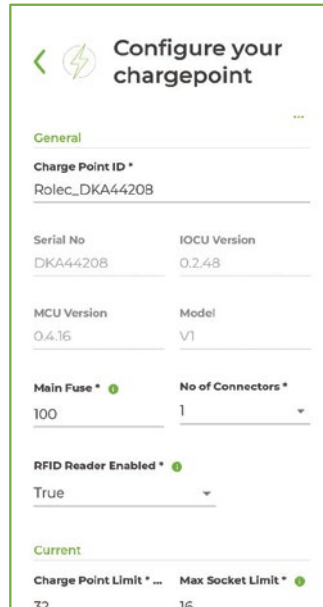 Configure your
chargepoint
...
General
Charge Point ID *
Rolec_DKA44208
Serial No IOCU Version
DKA44208 0.2.48
MCU Version Model
0.4.16 V1
Main Fuse * No of Connectors *
100 1
RFID Reader Enabled *
True
Current
Charge Point Limit * ... Max Socket Limit *
32 16